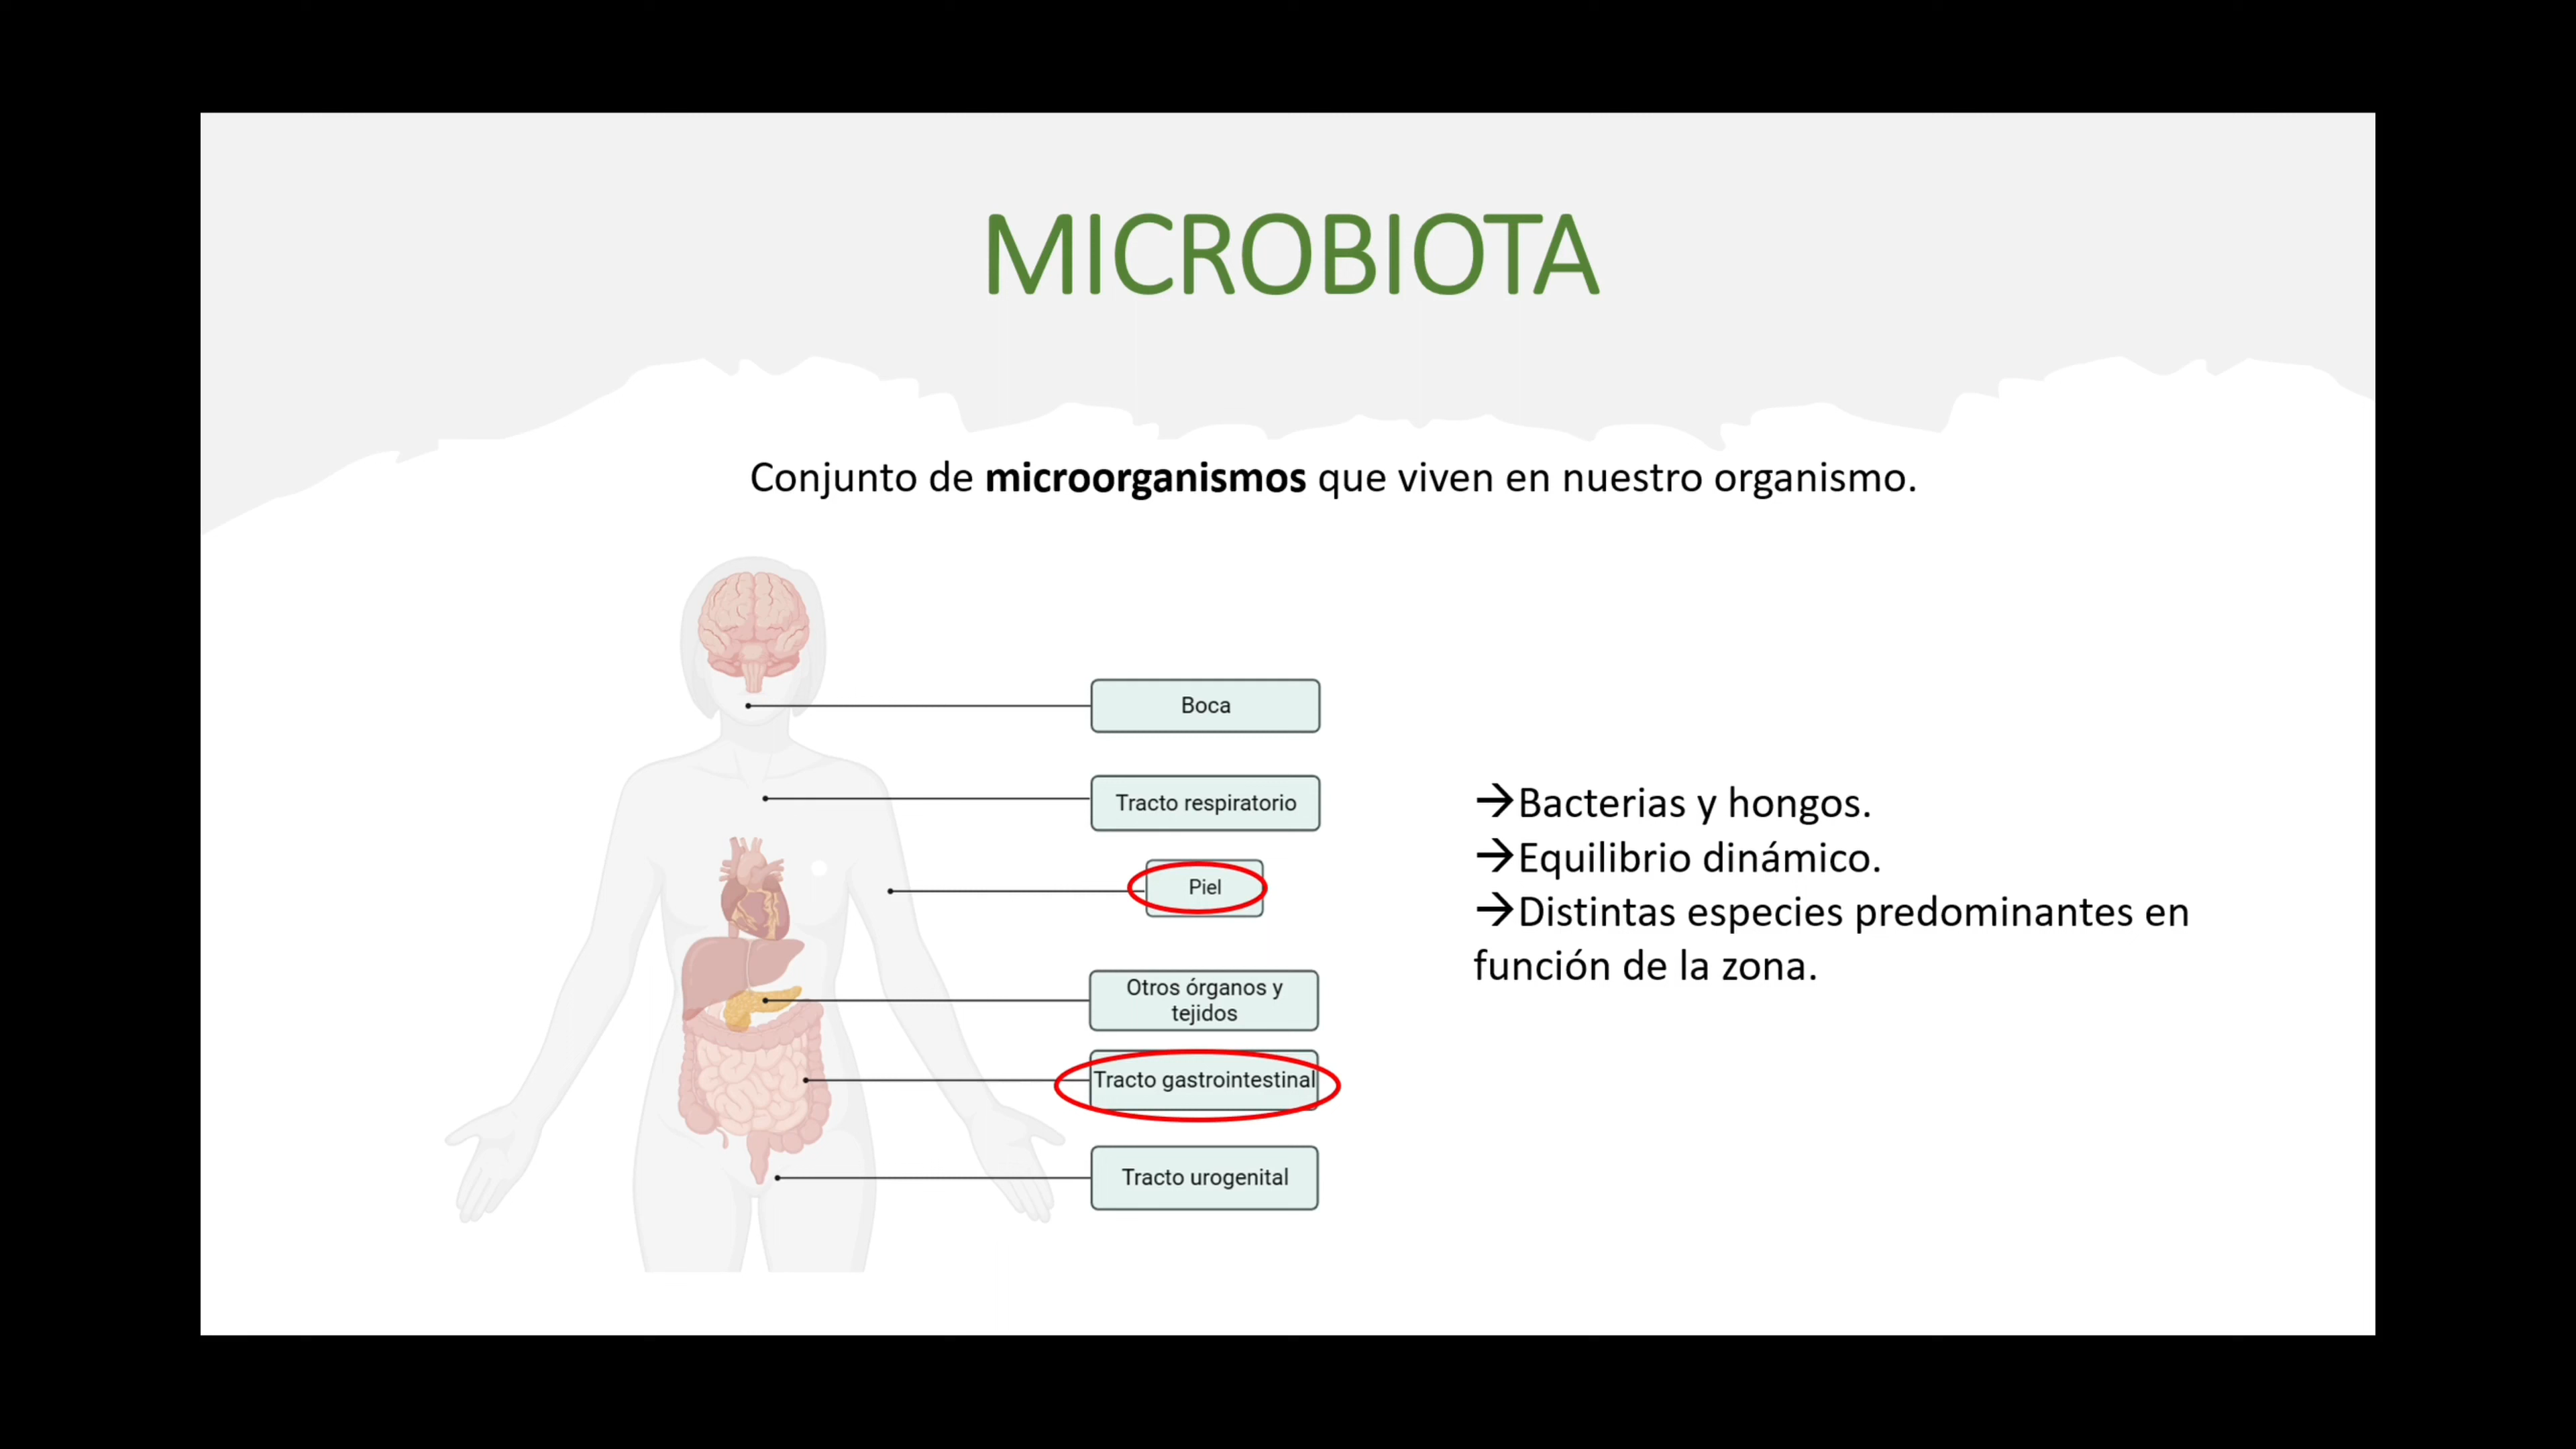 MICROBIOTA
Conjunto de microorganismos que viven en nuestro organismo.
Boca
Tracto respiratorio
Piel
Otros órganos y
tejidos
Tracto gastrointestinal
Tracto urogenital
→Bacterias y hongos.
→Equilibrio dinámico.
→Distintas especies predominantes en
función de la zona.